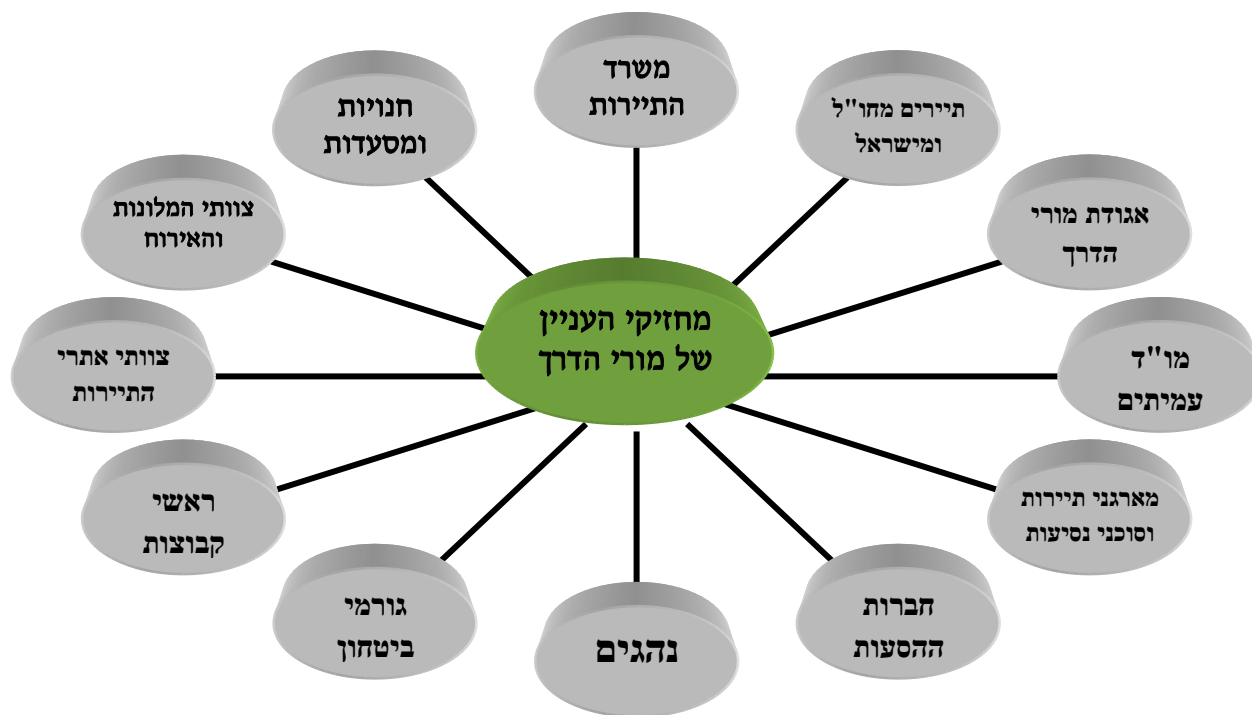 מחזיקי העניין
של מורי הדרך
משרד
התיירות
תיירים מחו"ל
ומישראל
אגודת מורי
הדרך
מו"ד
עמיתים
מארגני תיירות
וסוכני נסיעות
חברות
ההסעות
נהגים
גורמי
ביטחון
ראשי
קבוצות
צוותי אתרי
התיירות
צוותי המלונות
והאירוח
חנויות
ומסעדות